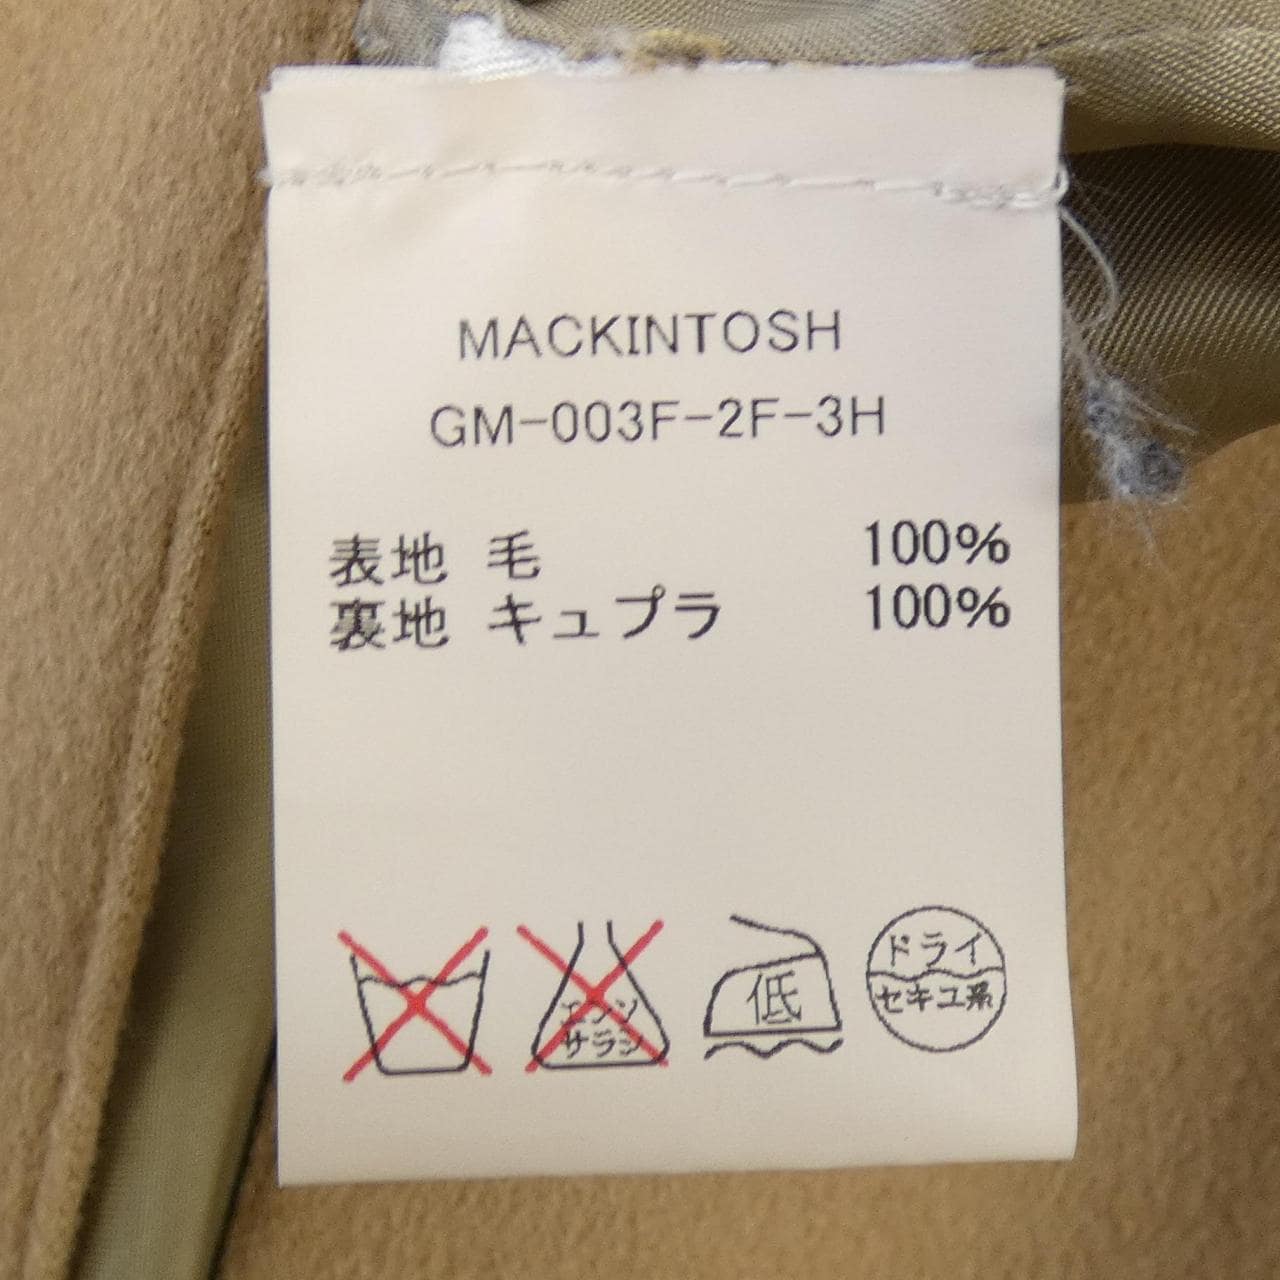 MACKINTOSH
GM-003F-2F-3H
表地 毛 100%
裏地 キュプラ 100%
エンソ
サラシ
低
ドライ
セキユ系